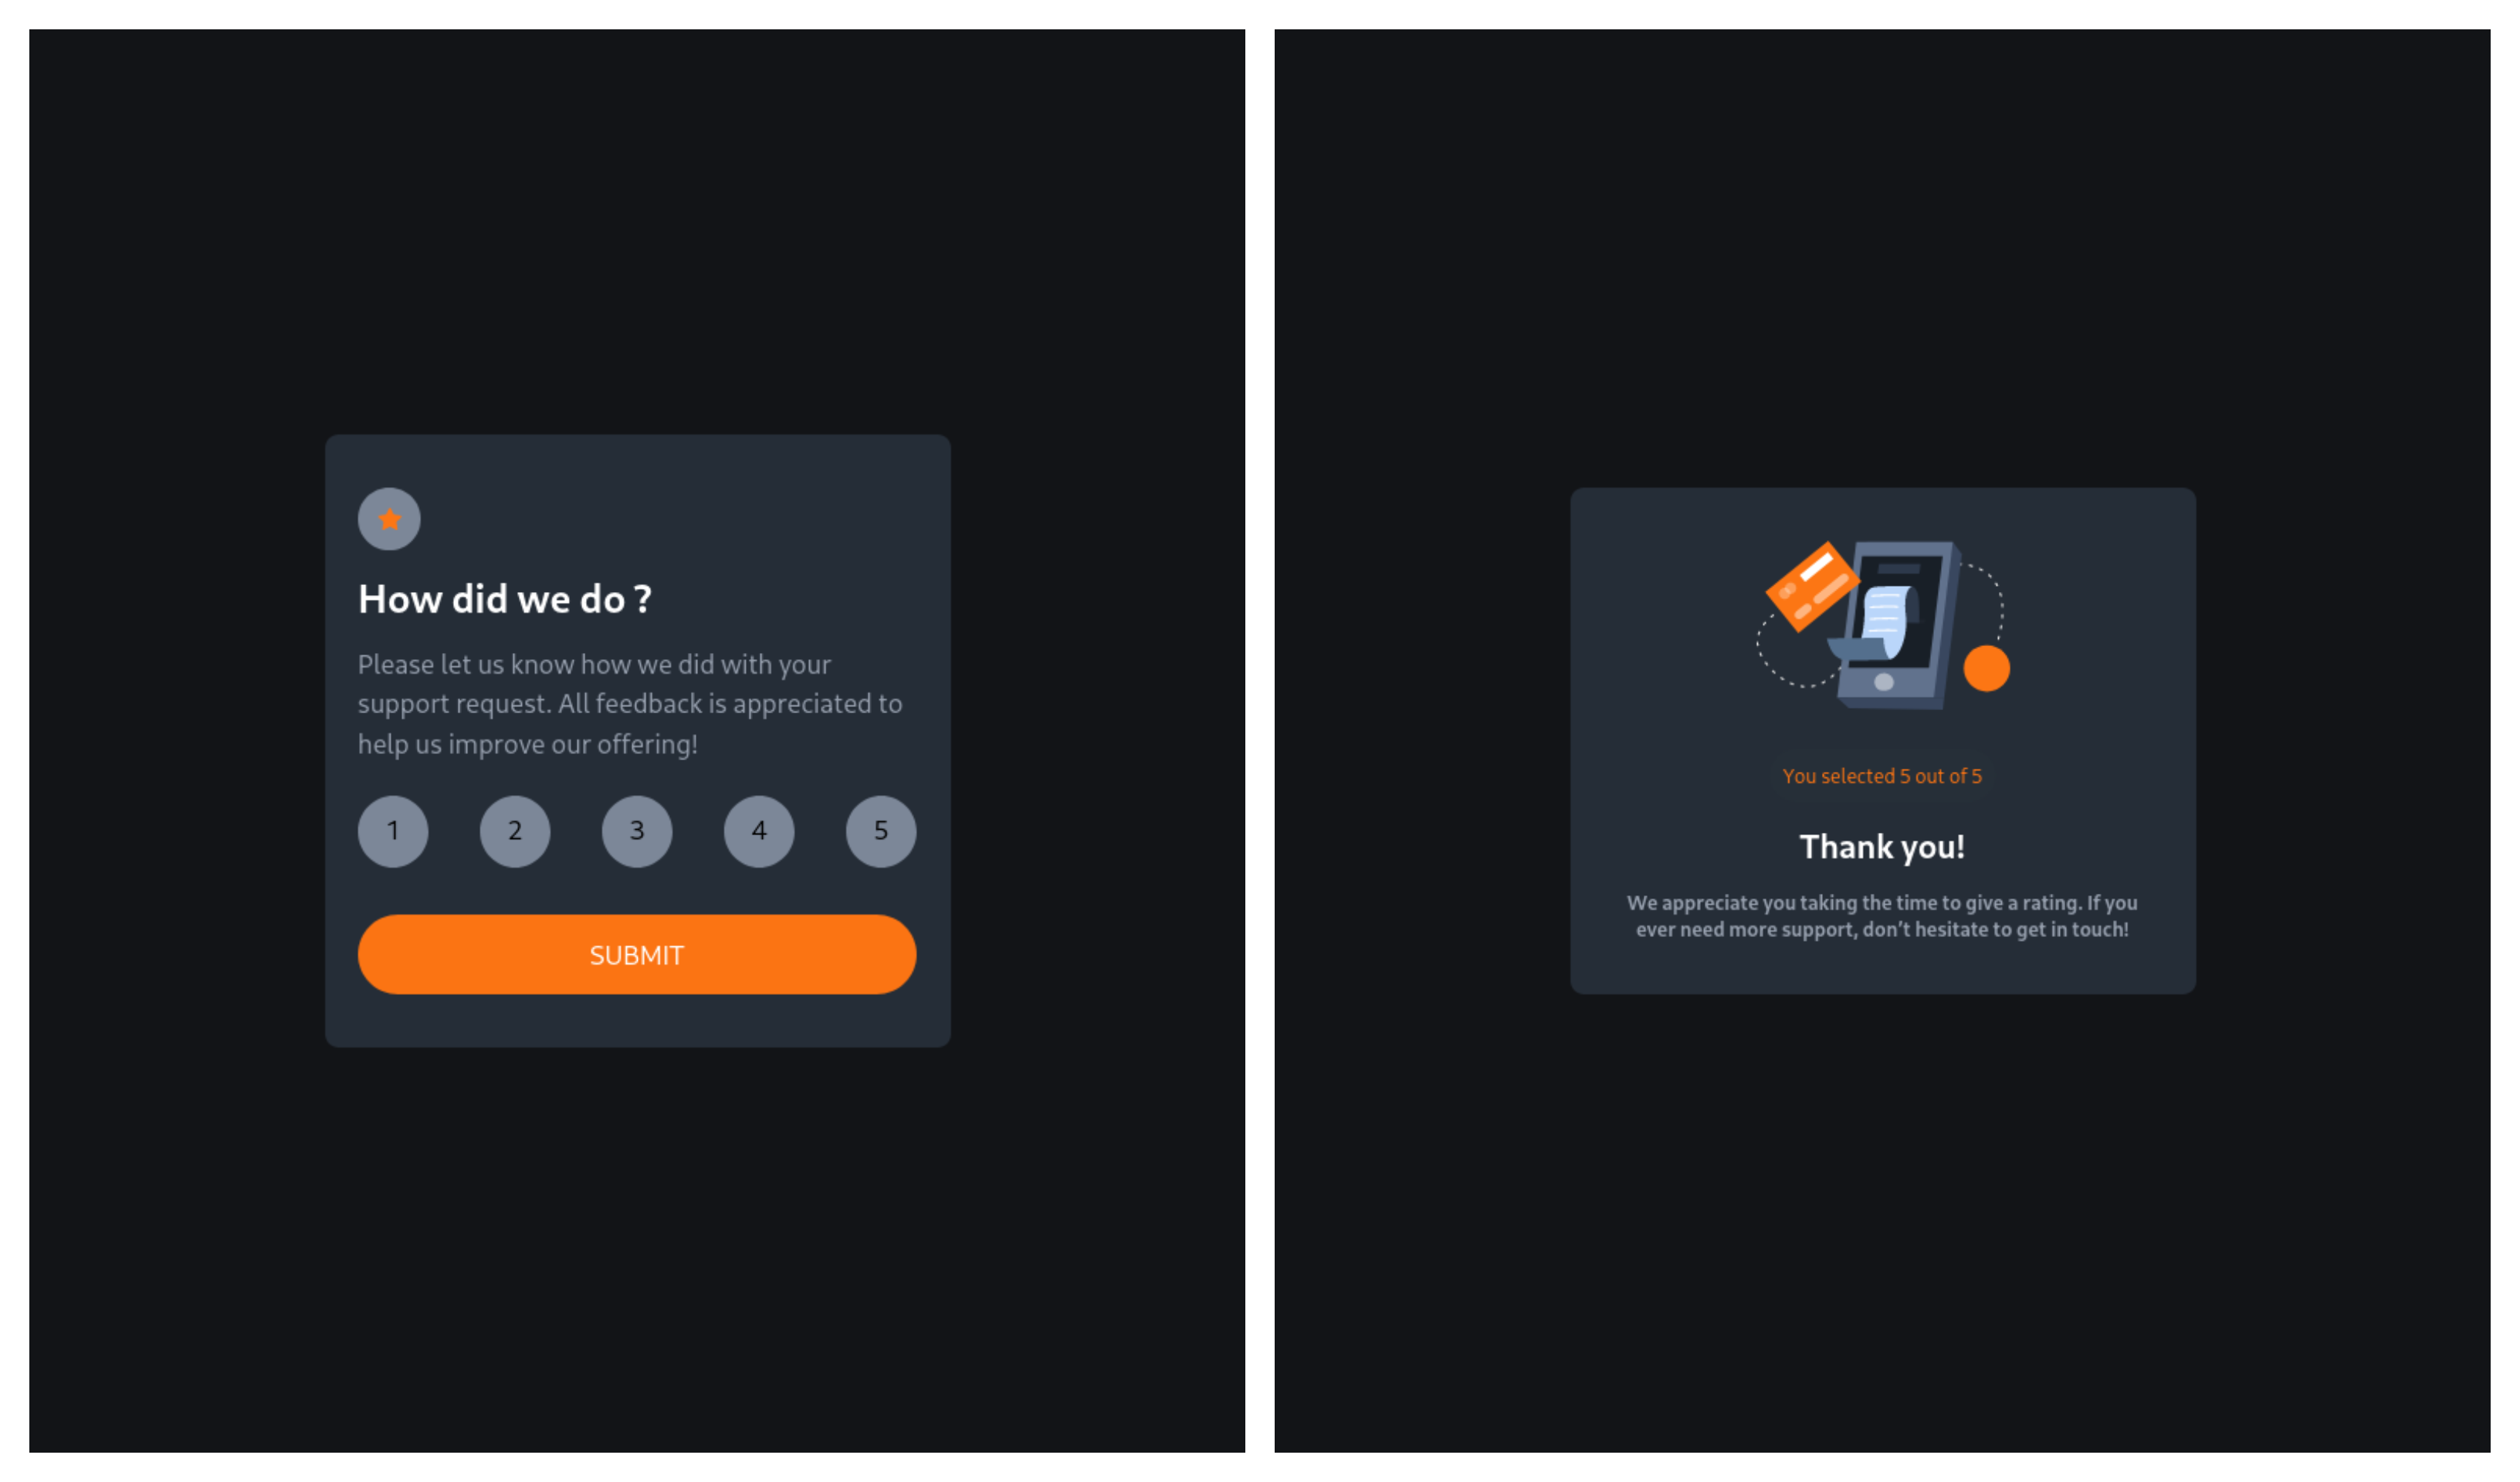 How did we do ?
Please let us know how we did with your
support request. All feedback is appreciated to
help us improve our offering!
1 2 3 4 5
SUBMIT
You selected 5 out of 5
Thank you!
We appreciate you taking the time to give a rating. If you
ever need more support, don’t hesitate to get in touch!